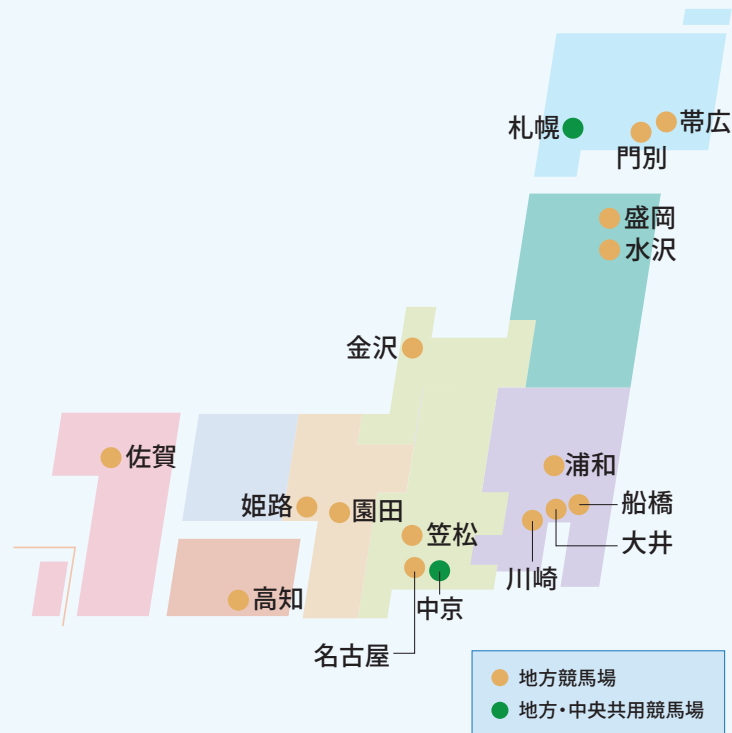 札幌
帯広
門別
盛岡
水沢
金沢
佐賀
浦和
姫路
園田
船橋
笠松
大井
川崎
高知
中京
名古屋
地方競馬場
地方・中央共用競馬場